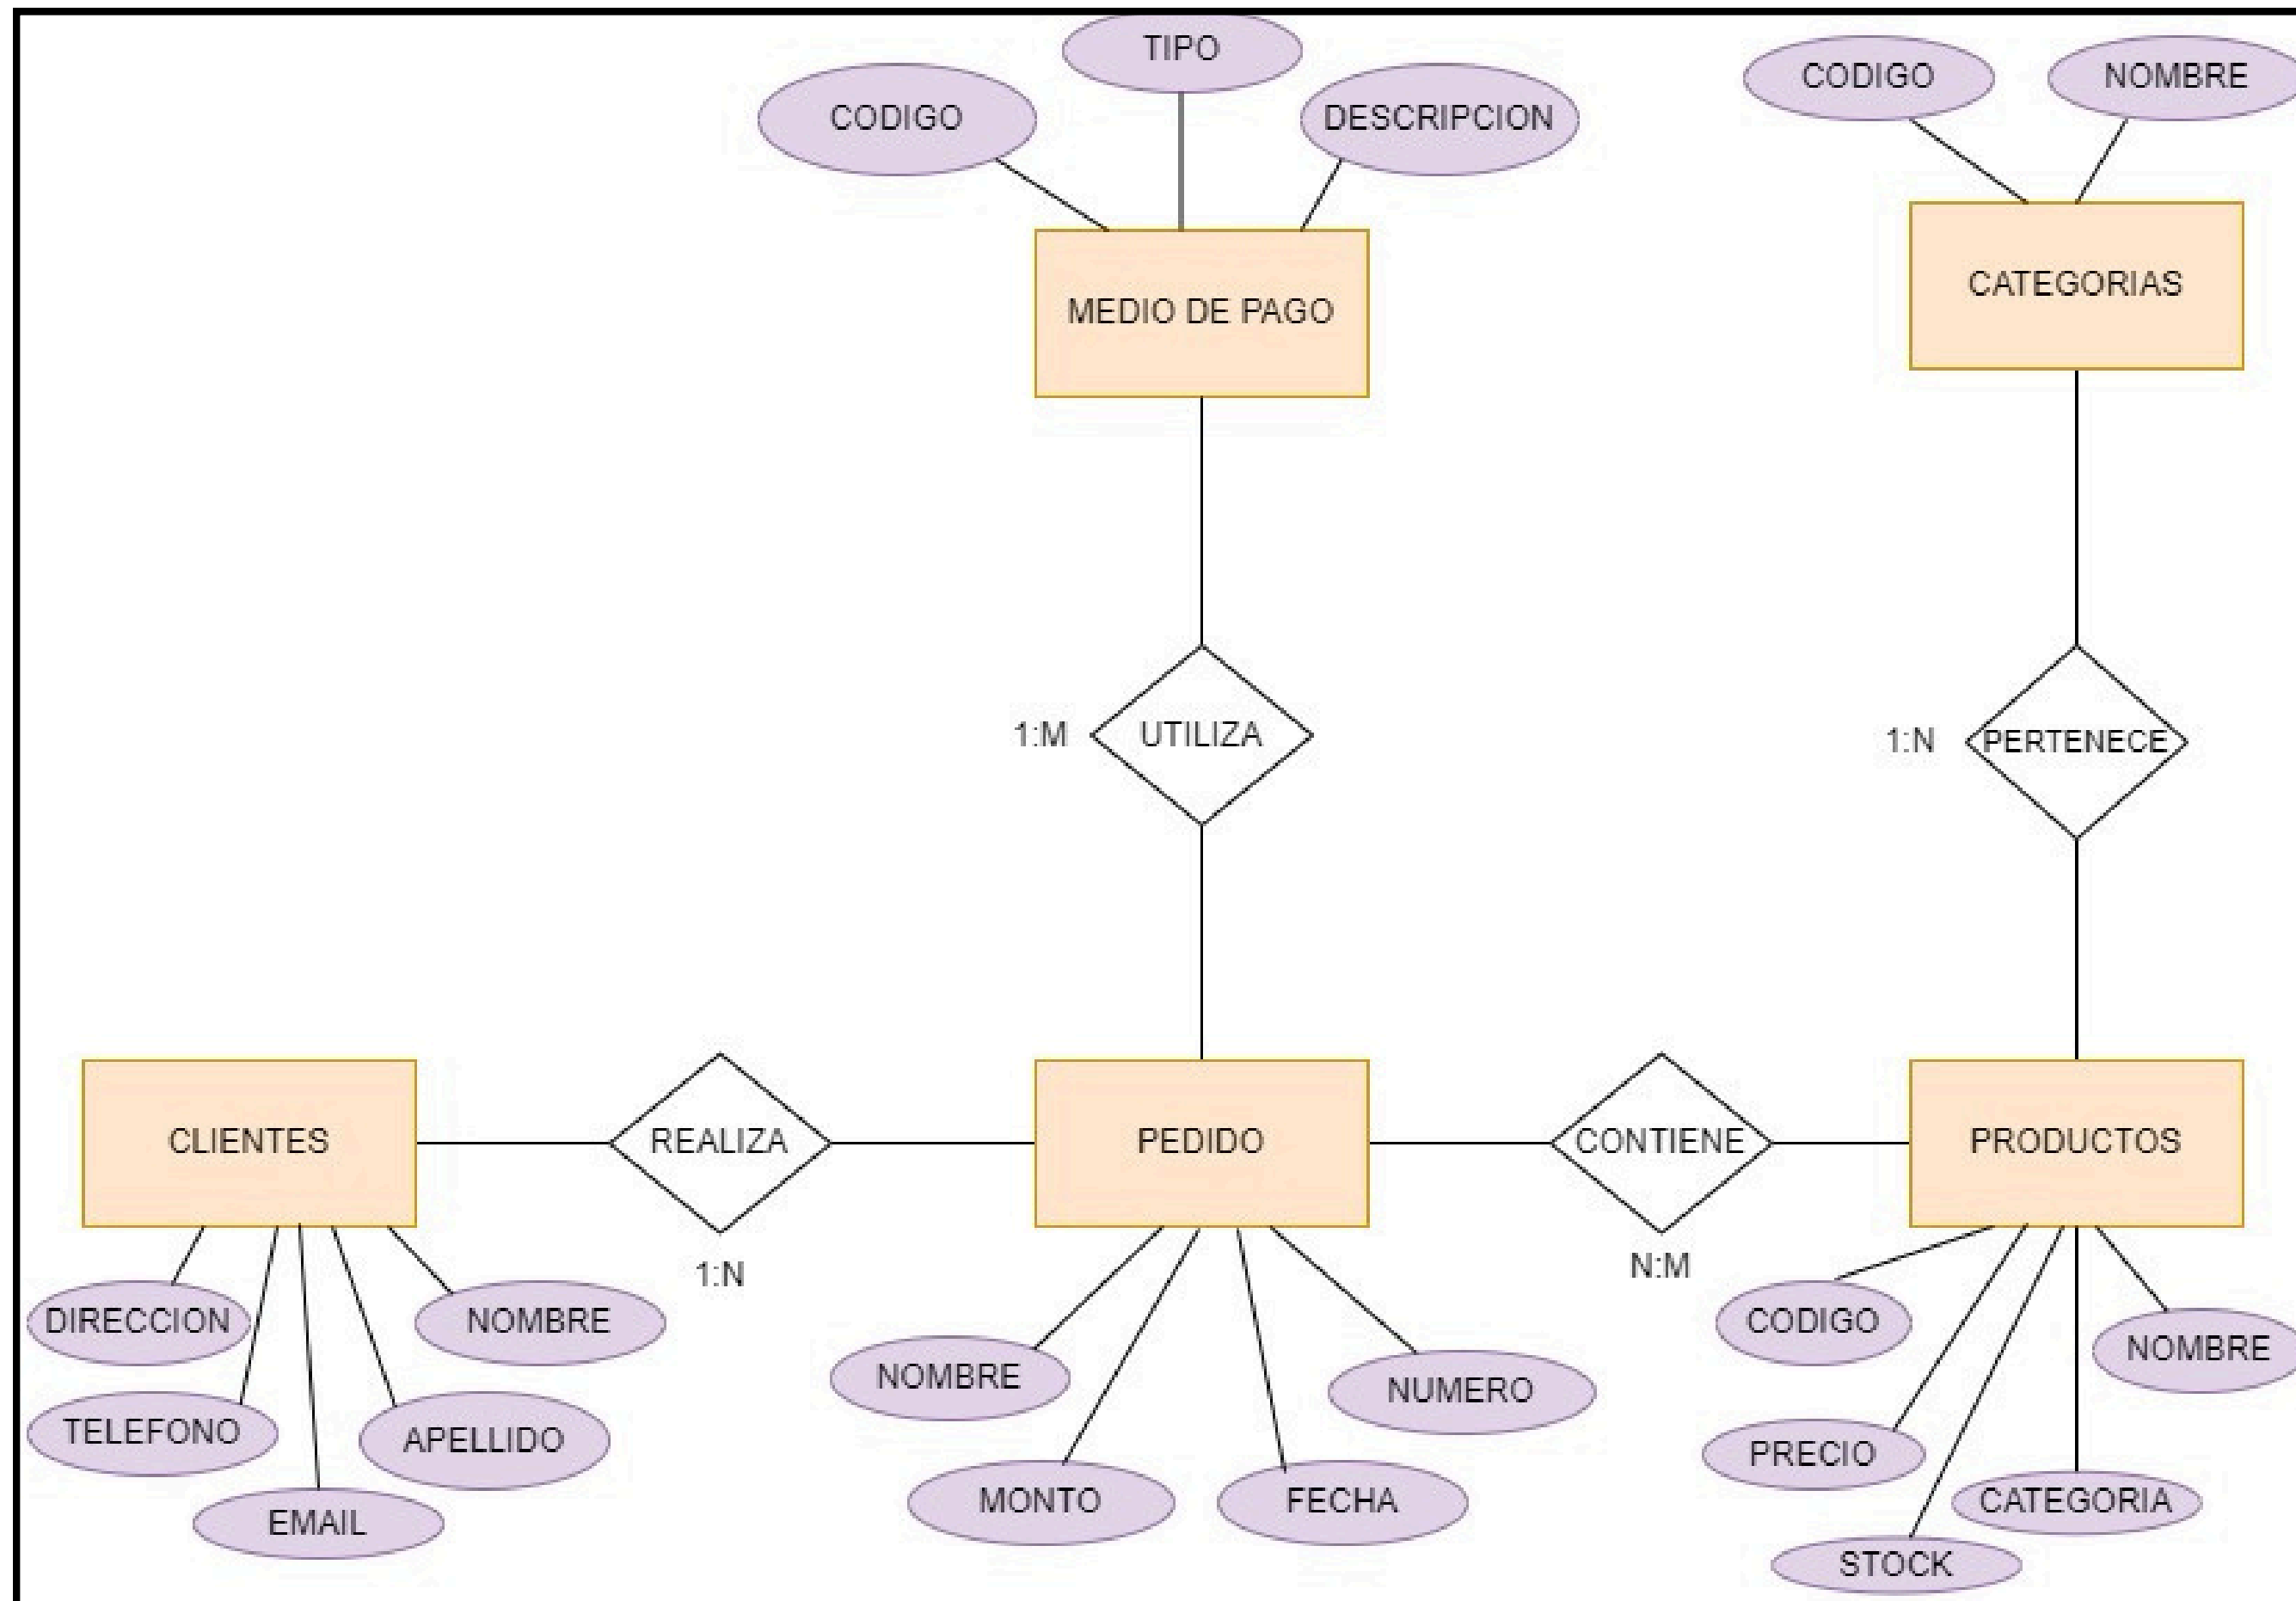 TIPO
CODIGO
DESCRIPCION
CODIGO
NOMBRE
MEDIO DE PAGO
CATEGORIAS
1:M
UTILIZA
1:N
PERTENECE
CLIENTES
REALIZA
PEDIDO
CONTIENE
PRODUCTOS
1:N
N:M
DIRECCION
NOMBRE
TELEFONO
APELLIDO
EMAIL
NOMBRE
NUMERO
MONTO
FECHA
CODIGO
NOMBRE
PRECIO
CATEGORIA
STOCK